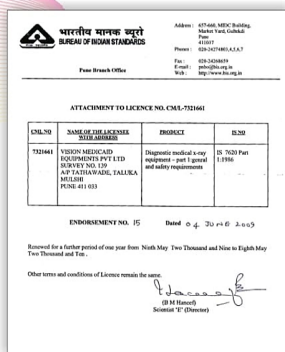 भारतीय मानक ब्यूरो
BUREAU OF INDIAN STANDARDS
Pune Branch Office
Address : 657-660, MIDC Building,
Market Yard, Gultekdi
Pune
411037
Phones : 020-24274803,4,5,6,7
Fax : 020-24268659
E-mail : pnbo@bis.org.in
Web : http://www.bis.org.in
ATTACHMENT TO LICENCE NO. CM/L-7321661
CML NO NAME OF THE LICENSEE WITH ADDRESS PRODUCT IS NO
7321661 VISION MEDICAID EQUIPMENTS PVT LTD SURVEY NO. 139 A/P TATHAWADE, TALUKA MULSHI PUNE 411 033
Diagnostic medical x-ray equipment – part 1:genral and safety requirements
IS 7620 Part 1:1986
ENDORSEMENT NO. 15 Dated 04 JUNE 2009
Renewed for a further period of one year from Ninth May Two Thousand and Nine to Eighth May
Two Thousand and Ten .
Other terms and conditions of Licence remain the same.
(B M Haneef)
Scientist 'E' (Director)